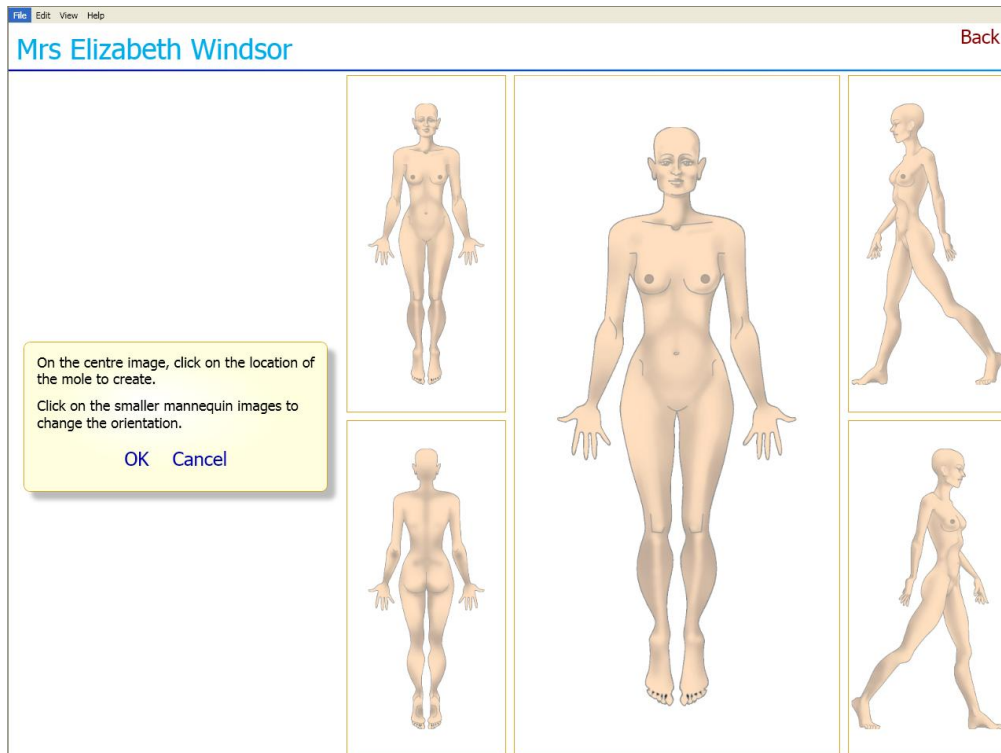 File Edit View Help
Mrs Elizabeth Windsor
Back
On the centre image, click on the location of
the mole to create.
Click on the smaller mannequin images to
change the orientation.
OK Cancel